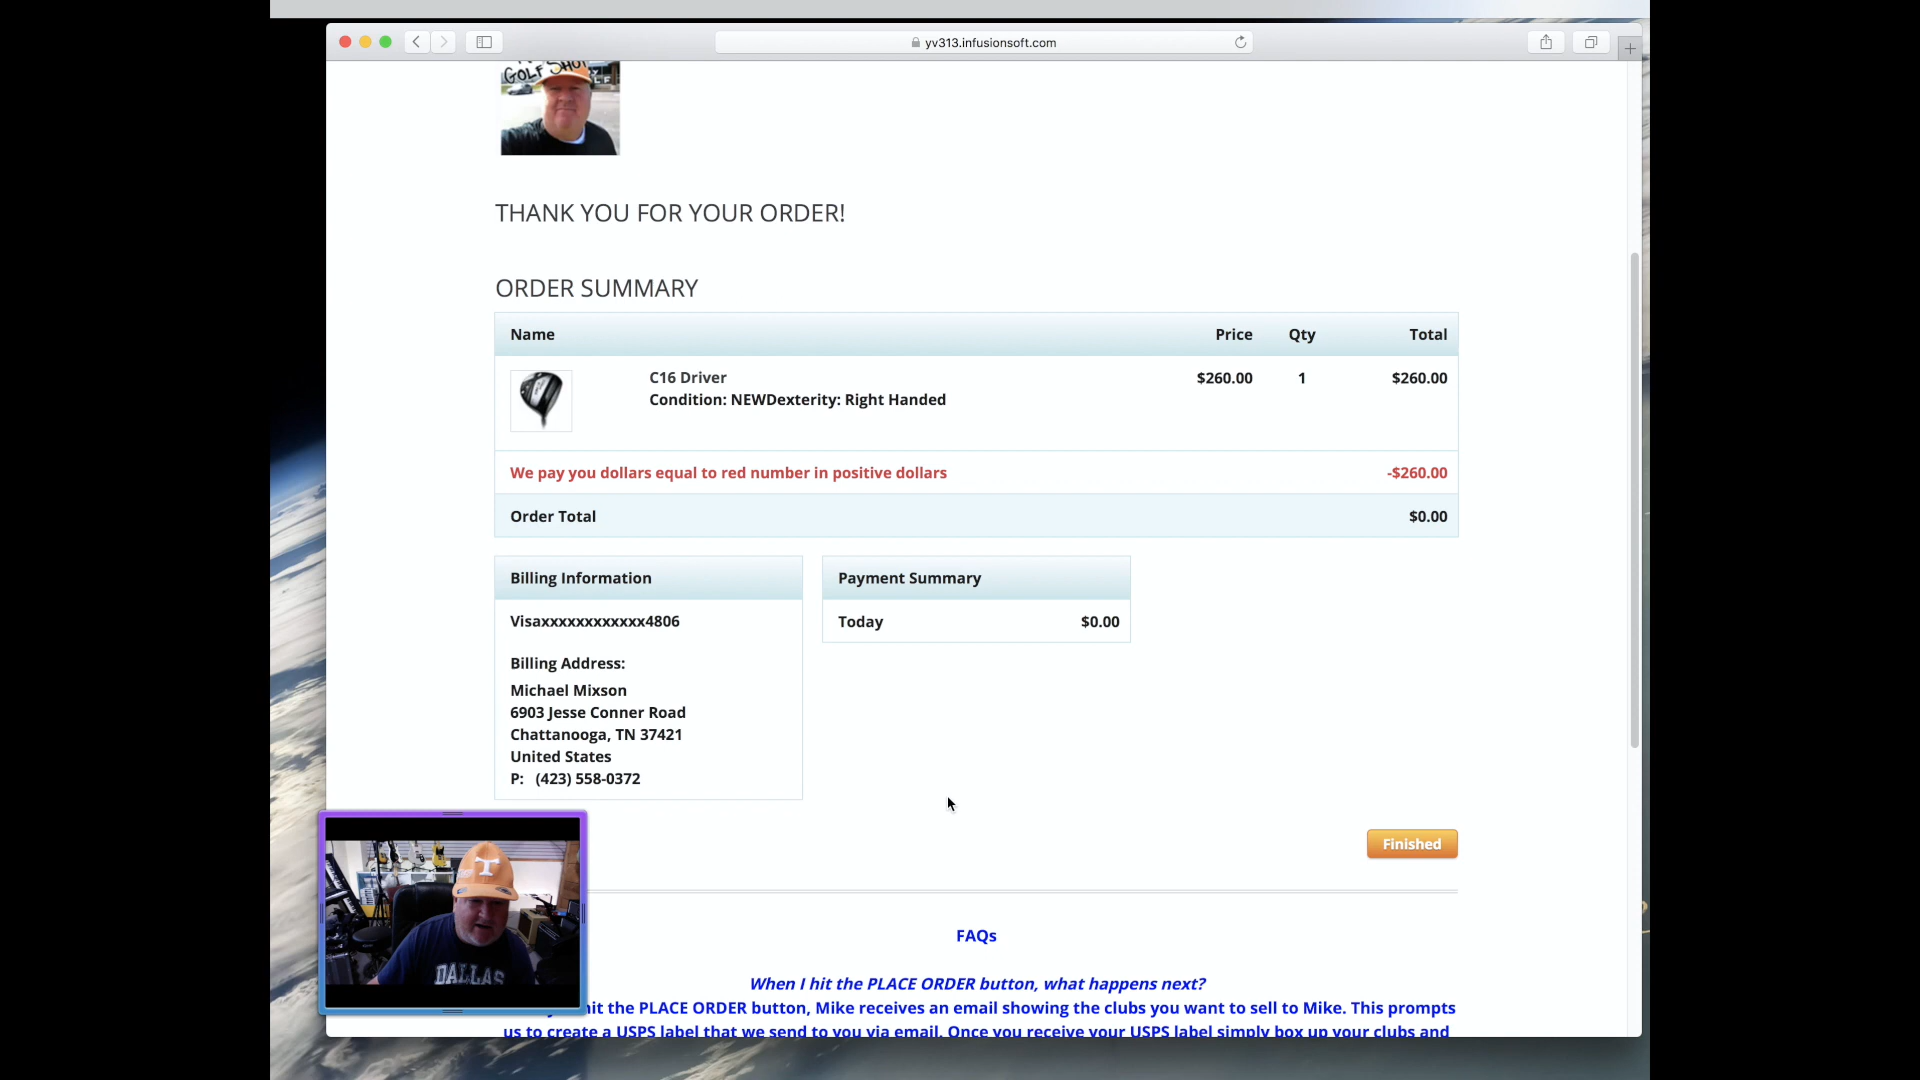 yv313.infusionsoft.com
GOLF SHOP
THANK YOU FOR YOUR ORDER!
ORDER SUMMARY
Name Price Qty Total
C16 Driver $260.00 1 $260.00
Condition: NEWDexterity: Right Handed
We pay you dollars equal to red number in positive dollars -$260.00
Order Total $0.00
Billing Information
Payment Summary
Visaxxxxxxxxxxxx4806
Today $0.00
Billing Address:
Michael Mixson
6903 Jesse Conner Road
Chattanooga, TN 37421
United States
P: (423) 558-0372
Finished
T
DALLAS
FAQs
When I hit the PLACE ORDER button, what happens next?
hit the PLACE ORDER button, Mike receives an email showing the clubs you want to sell to Mike. This prompts
us to create a USPS label that we send to you via email. Once you receive your USPS label simply box up your clubs and